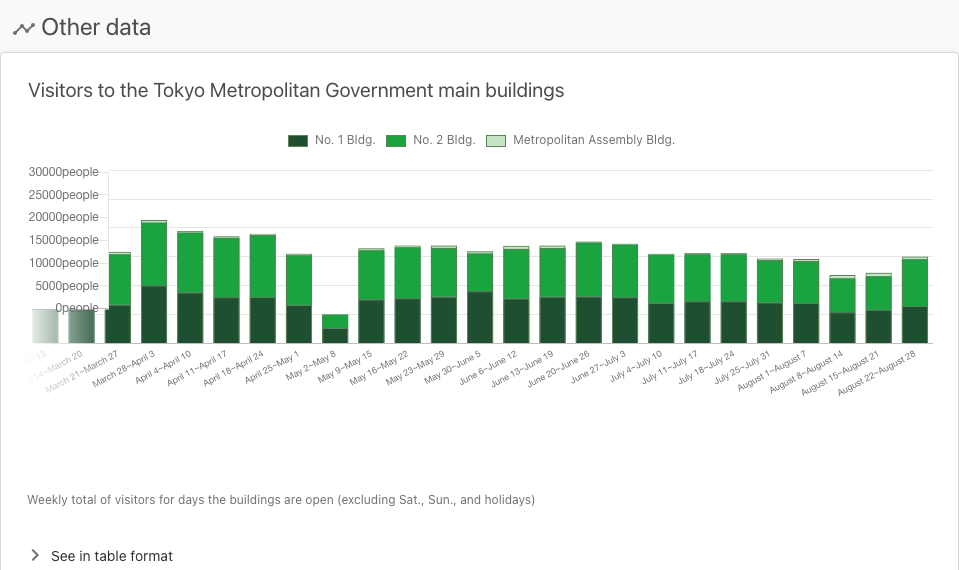 Other data
Visitors to the Tokyo Metropolitan Government main buildings
No. 1 Bldg. No. 2 Bldg. Metropolitan Assembly Bldg.
30000people
25000people
20000people
15000people
10000people
5000people
0people
March 21~March 27
March 28~April 3
April 4~April 10
April 11~April 17
April 18~April 24
April 25~May 1
May 2~May 8
May 9~May 15
May 16~May 22
May 23~May 29
May 30~June 5
June 6~June 12
June 13~June 19
June 20~June 26
June 27~July 3
July 4~July 10
July 11~July 17
July 18~July 24
July 25~July 31
August 1~August 7
August 8~August 14
August 15~August 21
August 22~August 28
Weekly total of visitors for days the buildings are open (excluding Sat., Sun., and holidays)
See in table format